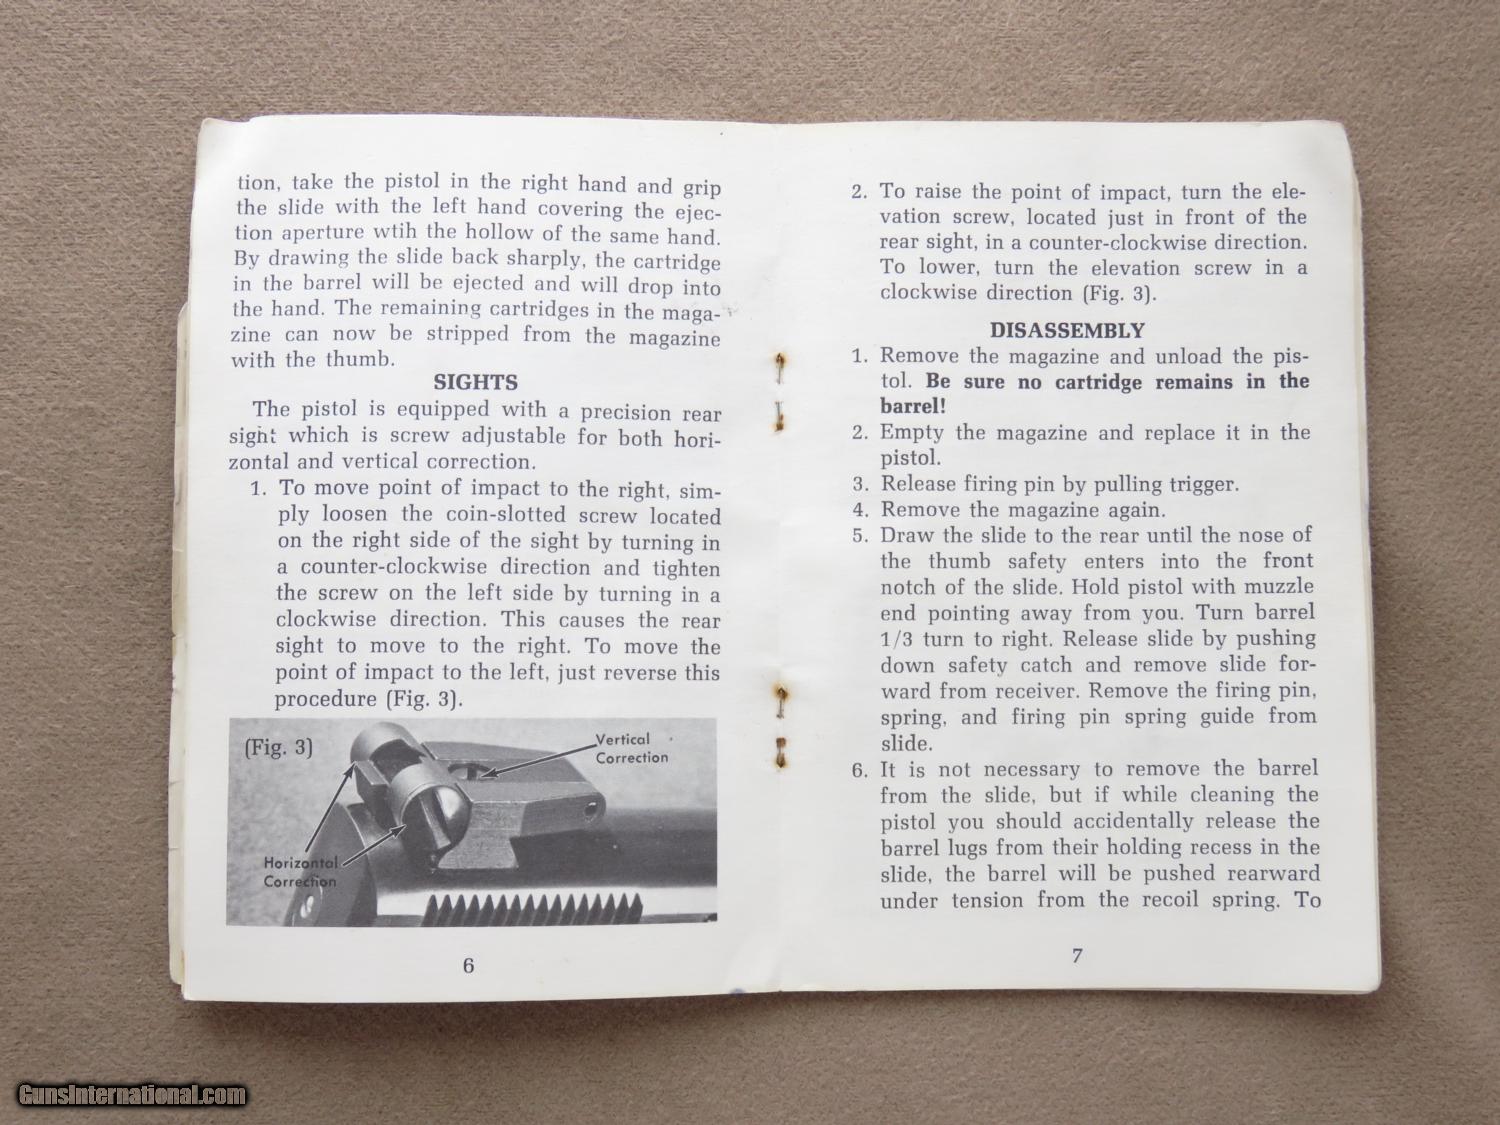 tion, take the pistol in the right hand and grip
the slide with the left hand covering the ejec-
tion aperture wtih the hollow of the same hand.
By drawing the slide back sharply, the cartridge
in the barrel will be ejected and will drop into
the hand. The remaining cartridges in the maga-
zine can now be stripped from the magazine
with the thumb.
SIGHTS
The pistol is equipped with a precision rear
sight which is screw adjustable for both hori-
zontal and vertical correction.
1. To move point of impact to the right, sim-
ply loosen the coin-slotted screw located
on the right side of the sight by turning in
a counter-clockwise direction and tighten
the screw on the left side by turning in a
clockwise direction. This causes the rear
sight to move to the right. To move the
point of impact to the left, just reverse this
procedure (Fig. 3).
(Fig. 3)
Vertical
Correction
Horizontal
Correction
6
2. To raise the point of impact, turn the ele-
vation screw, located just in front of the
rear sight, in a counter-clockwise direction.
To lower, turn the elevation screw in a
clockwise direction (Fig. 3).
DISASSEMBLY
1. Remove the magazine and unload the pis-
tol. Be sure no cartridge remains in the
barrel!
2. Empty the magazine and replace it in the
pistol.
3. Release firing pin by pulling trigger.
4. Remove the magazine again.
5. Draw the slide to the rear until the nose of
the thumb safety enters into the front
notch of the slide. Hold pistol with muzzle
end pointing away from you. Turn barrel
1/3 turn to right. Release slide by pushing
down safety catch and remove slide for-
ward from receiver. Remove the firing pin,
spring, and firing pin spring guide from
slide.
6. It is not necessary to remove the barrel
from the slide, but if while cleaning the
pistol you should accidentally release the
barrel lugs from their holding recess in the
slide, the barrel will be pushed rearward
under tension from the recoil spring. To
7
GunsInternational.com